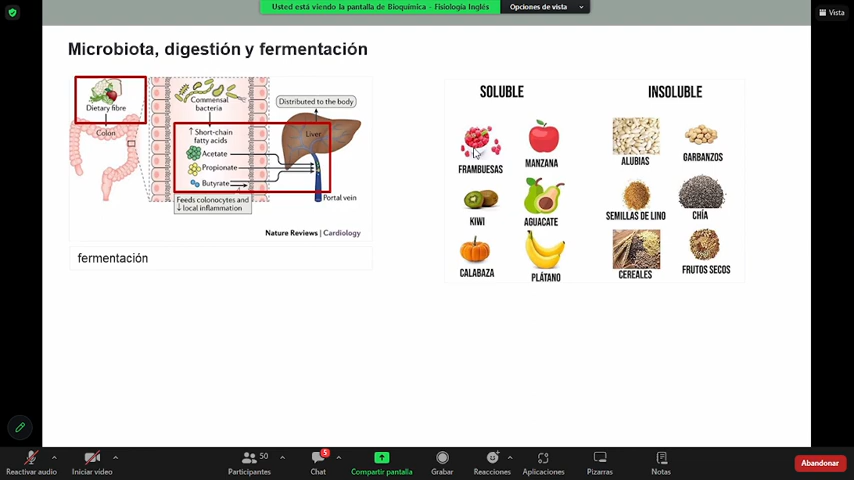 Usted está viendo la pantalla de Bioquímica - Fisiología Inglés
Opciones de vista
Vista
Microbiota, digestión y fermentación
Dietary fibre
Colon
Commensal
bacteria
↑ Short-chain
fatty acids
Acetate
Propionate
Butyrate
Feeds colonocytes and
↓ local inflammation
Distributed to the body
Liver
Portal vein
Nature Reviews | Cardiology
fermentación
SOLUBLE
INSOLUBLE
FRAMBUESAS
MANZANA
ALUBIAS
GARBANZOS
KIWI
AGUACATE
SEMILLAS DE LINO
CHÍA
CALABAZA
PLÁTANO
CEREALES
FRUTOS SECOS
Reactivar audio
Iniciar video
50
Participantes
5
Chat
Compartir pantalla
Grabar
Reacciones
Aplicaciones
Pizarras
Notas
Abandonar